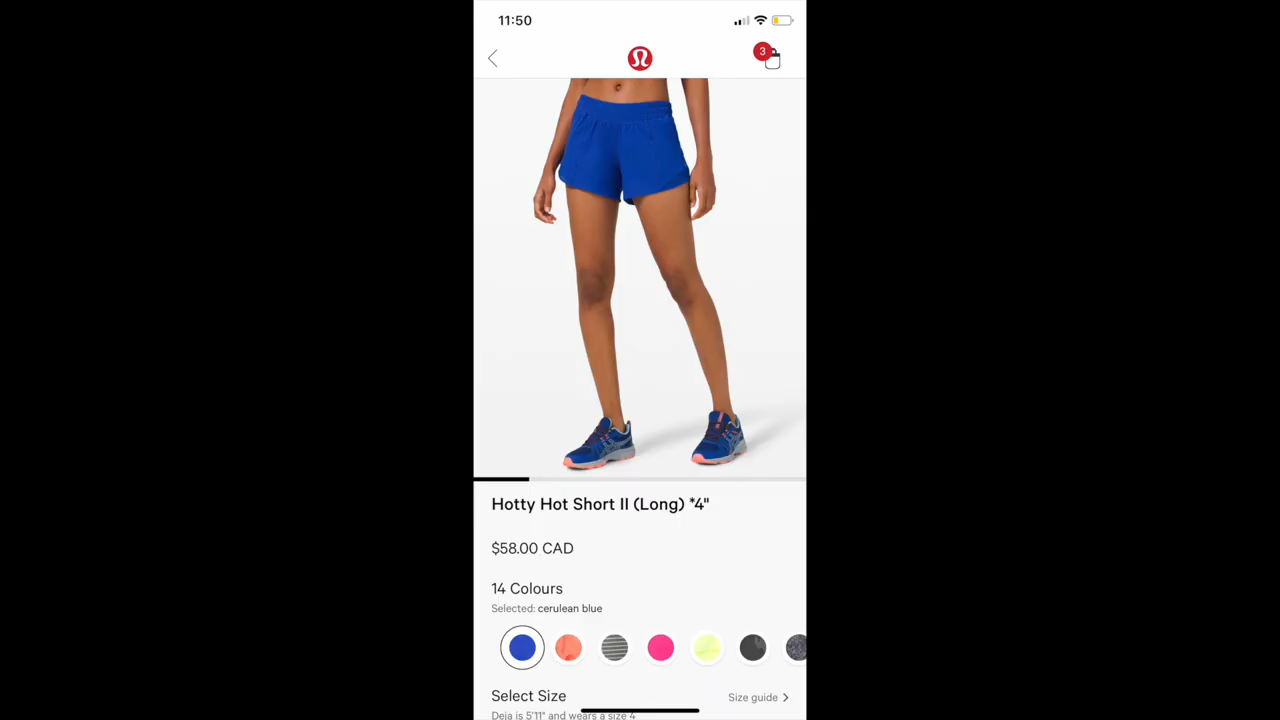 11:50
3
Hotty Hot Short II (Long) *4"
$58.00 CAD
14 Colours
Selected: cerulean blue
Select Size
Size guide
Deja is 5'11" and wears a size 4